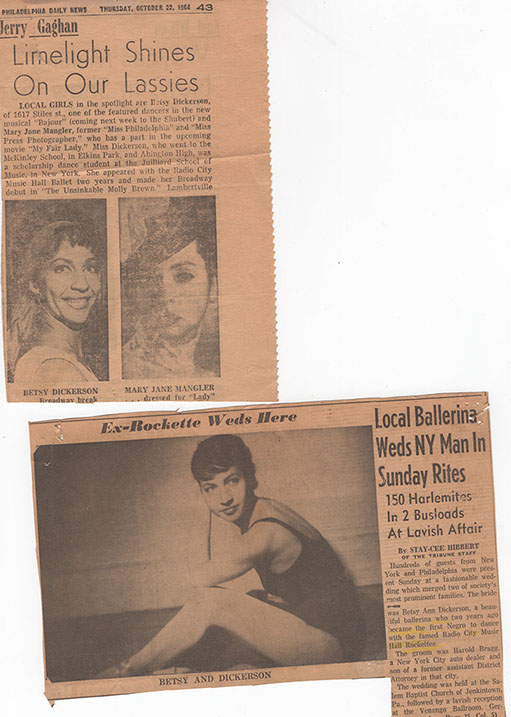 PHILADELPHIA DAILY NEWS THURSDAY, OCTOBER 22, 1964 43
Jerry Gaghan
Limelight Shines
On Our Lassies
LOCAL GIRLS in the spotlight are Betsy Dickerson,
of 1617 Stiles st., one of the featured dancers in the new
musical "Bajour" (coming next week to the Shubert) and
Mary Jane Mangler, former "Miss Philadelphia" and "Miss
Press Photographer," who has a part in the upcoming
movie "My Fair Lady." Miss Dickerson, who went to the
McKinley School, in Elkins Park, and Abington High, was
a scholarship dance student at the Juilliard School of
Music, in New York. She appeared with the Radio City
Music Hall Ballet two years and made her Broadway
debut in "The Unsinkable Molly Brown." Lambertville
BETSY DICKERSON
Broadway break
MARY JANE MANGLER
. . . dressed for "Lady"
Ex-Rockette Weds Here
BETSY AND DICKERSON
Local Ballerina
Weds NY Man In
Sunday Rites
150 Harlemites
In 2 Busloads
At Lavish Affair
By STAY-CEE HIBBERT
OF THE TRIBUNE STAFF
Hundreds of guests from New
York and Philadelphia were pres-
ent Sunday at a fashionable wed-
ding which merged two of society's
most prominent families. The bride
was Betsy Ann Dickerson, a beau-
tiful ballerina who two years ago
became the first Negro to dance
with the famed Radio City Music
Hall Rockettes.
The groom was Harold Bragg,
a New York City auto dealer and
son of a former assistant District
Attorney in that city.
The wedding was held at the Sa-
lem Baptist Church of Jenkintown,
Pa., followed by a lavish reception
at the Venango Ballroom, Ger-